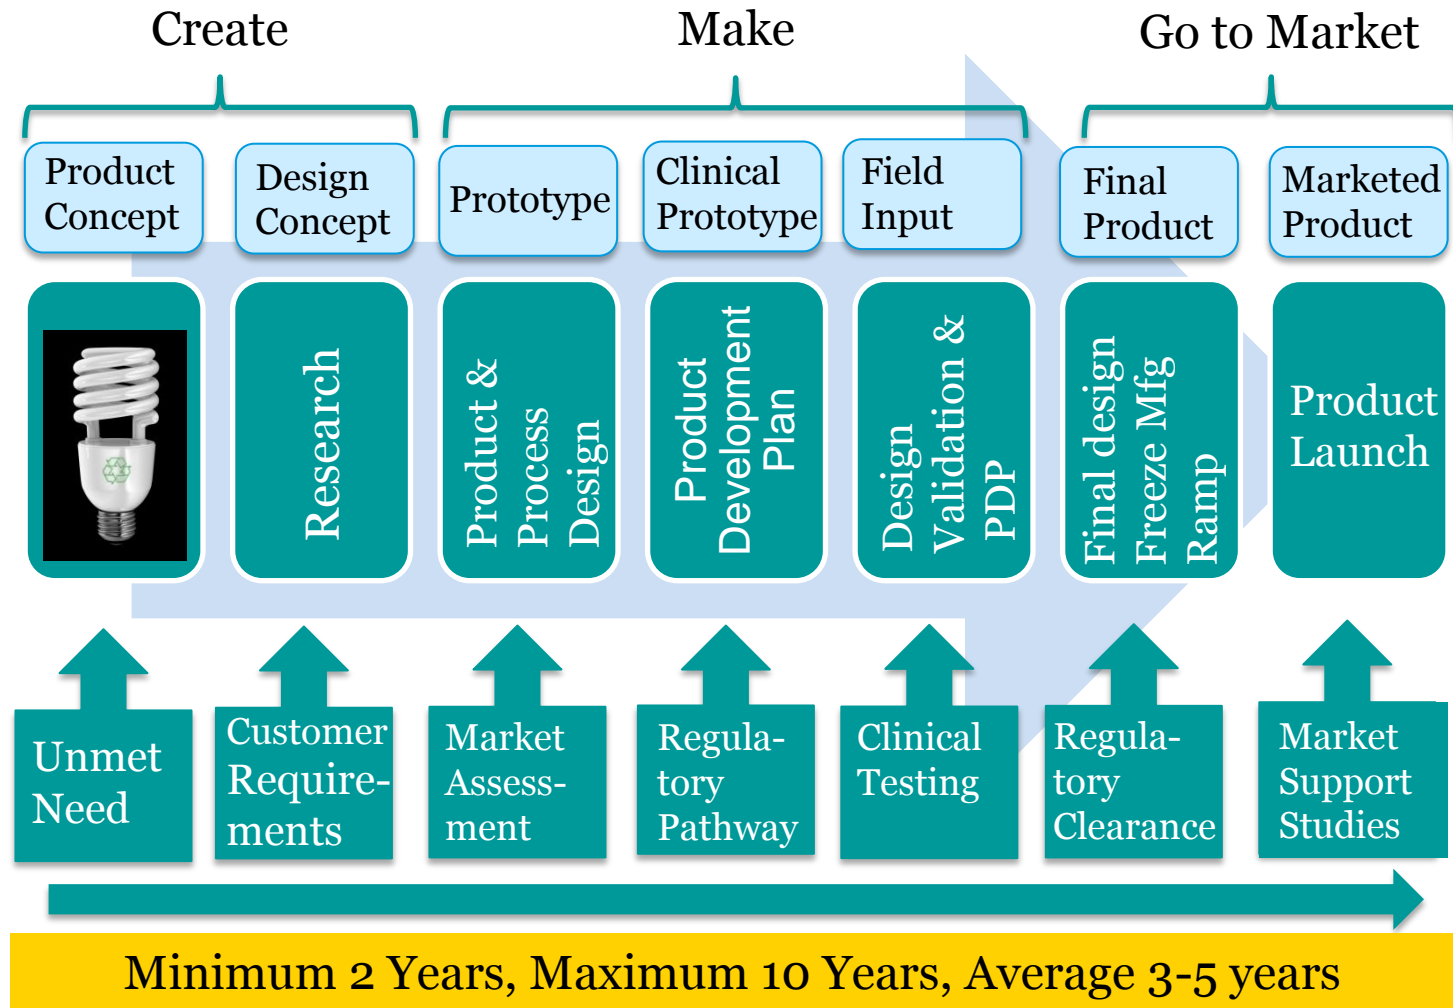 Create
Make
Go to Market
Product
Concept
Design
Concept
Prototype
Clinical
Prototype
Field
Input
Final
Product
Marketed
Product
Research
Product &
Process
Design
Product
Development
Plan
Design
Validation &
PDP
Final design
Freeze Mfg
Ramp
Product
Launch
Unmet
Need
Customer
Require-
ments
Market
Assess-
ment
Regula-
tory
Pathway
Clinical
Testing
Regula-
tory
Clearance
Market
Support
Studies
Minimum 2 Years, Maximum 10 Years, Average 3-5 years